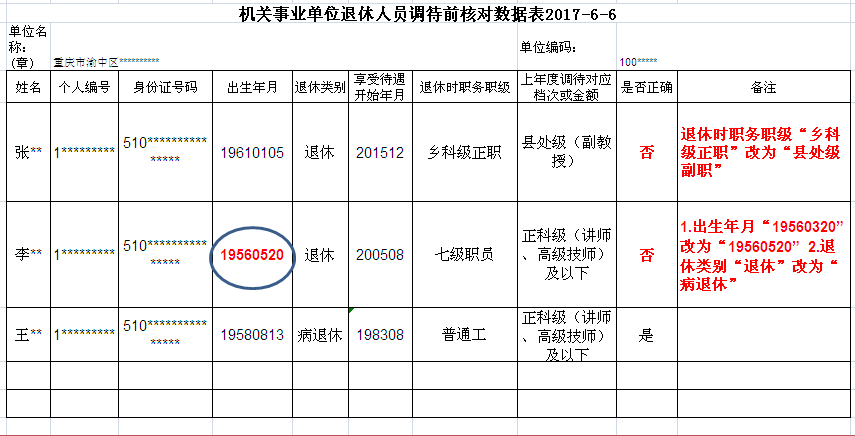 机关事业单位退休人员调待前核对数据表2017-6-6
单位名
称:
(章)
重庆市渝中区**********
单位编码:
100*****
姓名
个人编号
身份证号码
出生年月
退休类别
享受待遇
开始年月
退休时职务职级
上年度调待对应
档次或金额
是否正确
备注
张**
1*********
510**********
*****
19610105
退休
201512
乡科级正职
县处级（副教
授）
否
退休时职务职级“乡科
级正职”改为“县处级
副职”
李**
1*********
510**********
*****
19560520
退休
200508
七级职员
正科级（讲师
、高级技师）
及以下
否
1.出生年月“19560320”
改为“19560520” 2.退
休类别“退休”改为“
病退休”
王**
1*********
510**********
*****
19580813
病退休
198308
普通工
正科级（讲师
、高级技师）
及以下
是